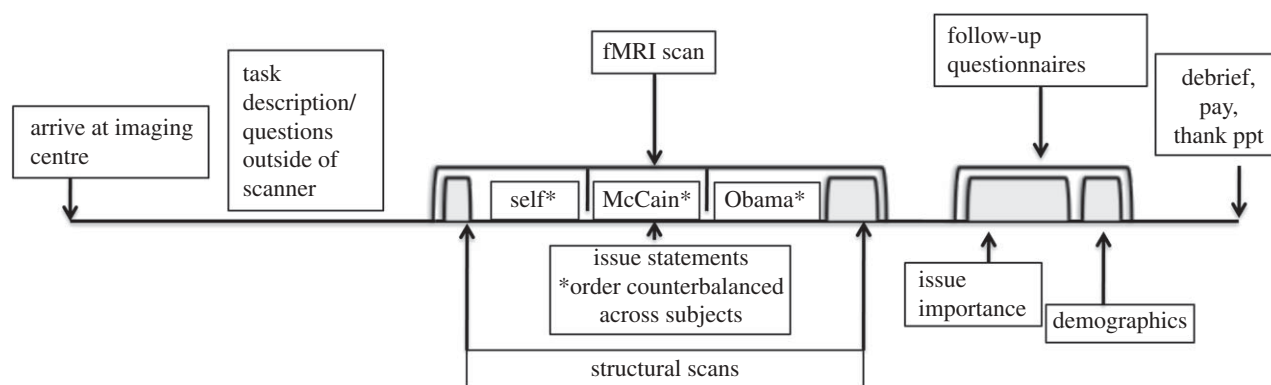 arrive at imaging
centre
task
description/
questions
outside of
scanner
fMRI scan
self*
McCain*
Obama*
issue statements
*order counterbalanced
across subjects
structural scans
follow-up
questionnaires
issue
importance
demographics
debrief,
pay,
thank ppt